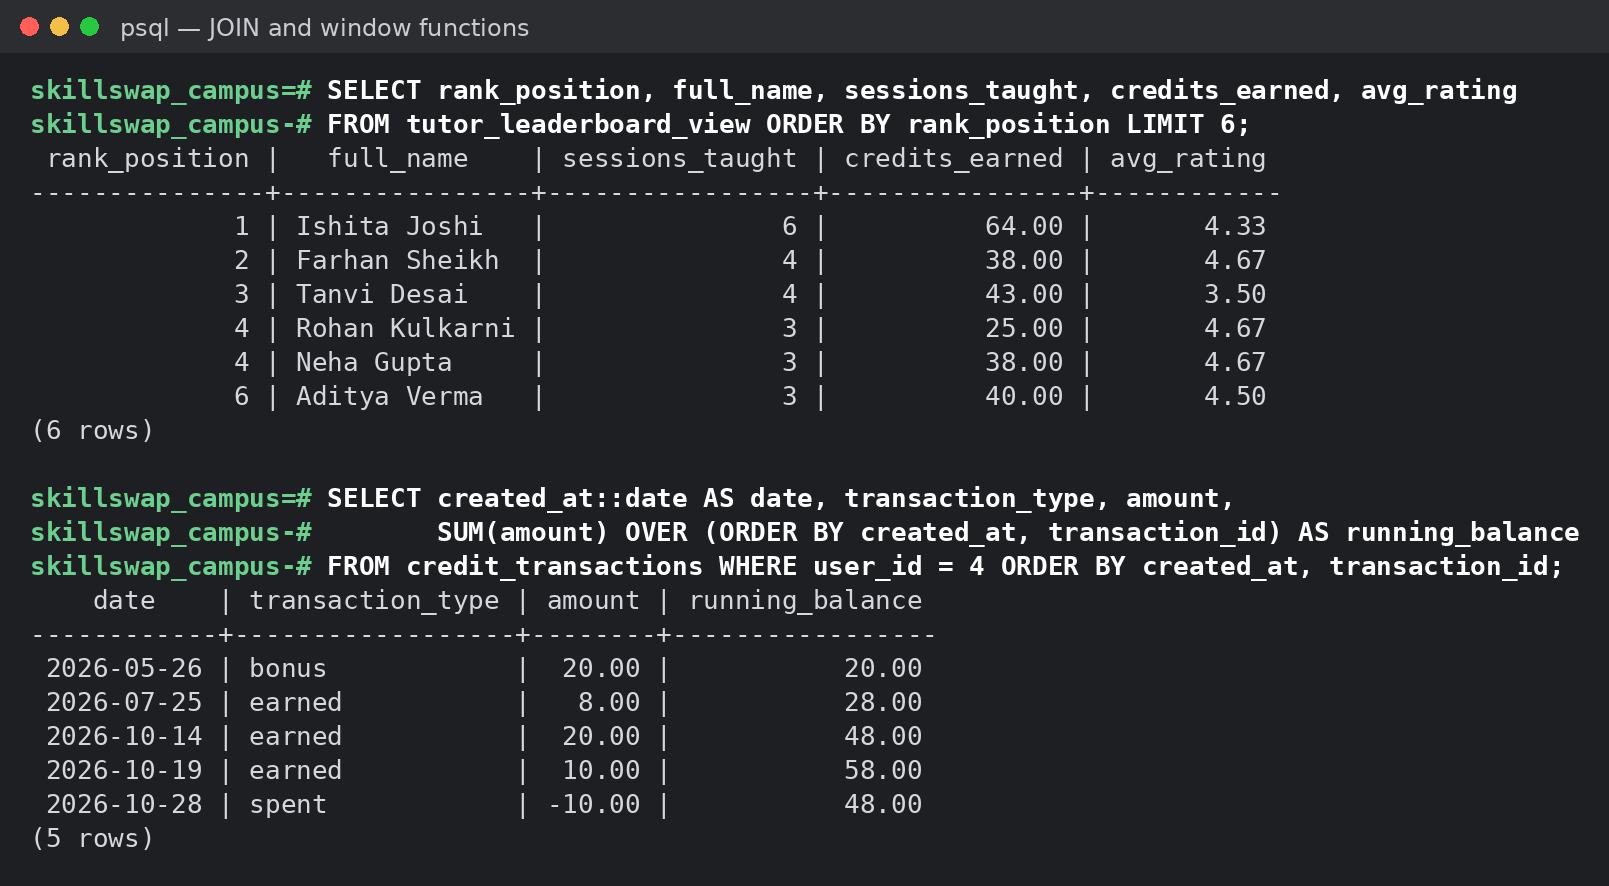 psql — JOIN and window functions
skillswap_campus=# SELECT rank_position, full_name, sessions_taught, credits_earned, avg_rating
skillswap_campus-# FROM tutor_leaderboard_view ORDER BY rank_position LIMIT 6;
 rank_position |   full_name    | sessions_taught | credits_earned | avg_rating
---------------+----------------+-----------------+----------------+------------
             1 | Ishita Joshi   |               6 |          64.00 |       4.33
             2 | Farhan Sheikh  |               4 |          38.00 |       4.67
             3 | Tanvi Desai    |               4 |          43.00 |       3.50
             4 | Rohan Kulkarni |               3 |          25.00 |       4.67
             4 | Neha Gupta     |               3 |          38.00 |       4.67
             6 | Aditya Verma   |               3 |          40.00 |       4.50
(6 rows)
skillswap_campus=# SELECT created_at::date AS date, transaction_type, amount,
skillswap_campus-#        SUM(amount) OVER (ORDER BY created_at, transaction_id) AS running_balance
skillswap_campus-# FROM credit_transactions WHERE user_id = 4 ORDER BY created_at, transaction_id;
    date    | transaction_type | amount | running_balance
------------+------------------+--------+-----------------
 2026-05-26 | bonus            |  20.00 |           20.00
 2026-07-25 | earned           |   8.00 |           28.00
 2026-10-14 | earned           |  20.00 |           48.00
 2026-10-19 | earned           |  10.00 |           58.00
 2026-10-28 | spent            | -10.00 |           48.00
(5 rows)